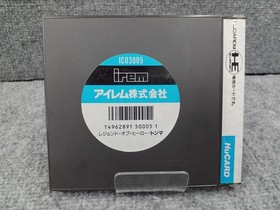 IC03005
irem
アイレム株式会社
T4962891 50005 1
レジェンド・オブ・ヒーロー・トンマ
HuCARD